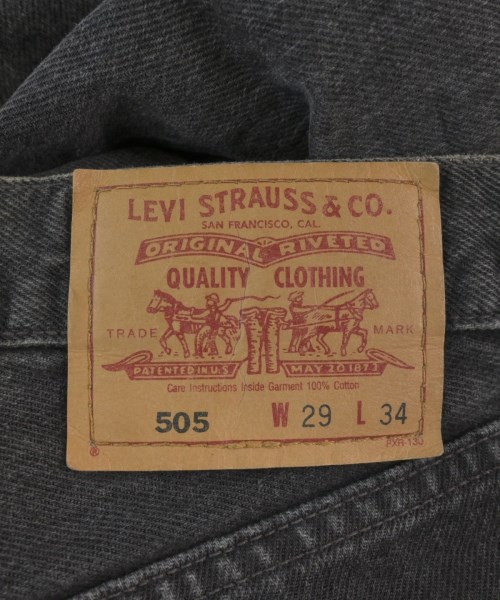 LEVI STRAUSS & CO.
SAN FRANCISCO, CAL.
ORIGINAL RIVETED
QUALITY CLOTHING
TRADE MARK
PATENTED IN U.S. MAY 20 1873
Care Instructions Inside Garment 100% Cotton
505 W 29 L 34
®